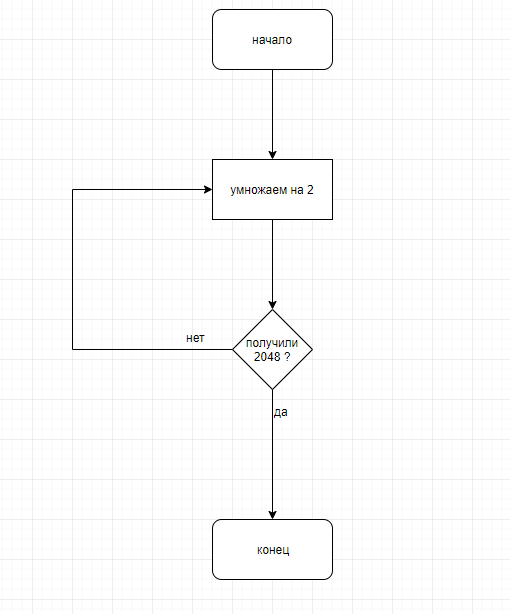 начало
умножаем на 2
нет
получили
2048 ?
да
конец